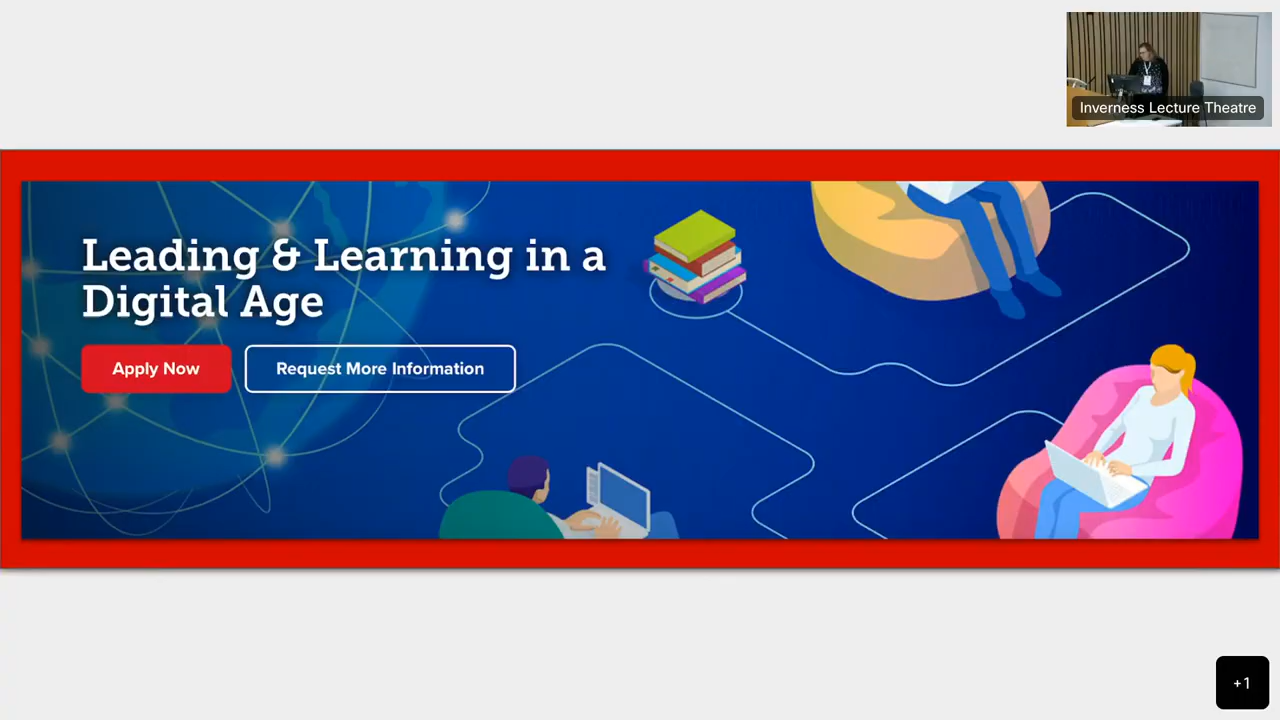 Inverness Lecture Theatre
Leading & Learning in a
Digital Age
Apply Now
Request More Information
+1